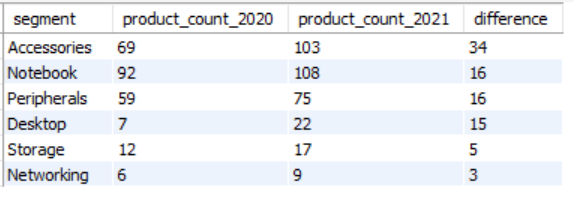 segment product_count_2020 product_count_2021 difference
Accessories 69 103 34
Notebook 92 108 16
Peripherals 59 75 16
Desktop 7 22 15
Storage 12 17 5
Networking 6 9 3